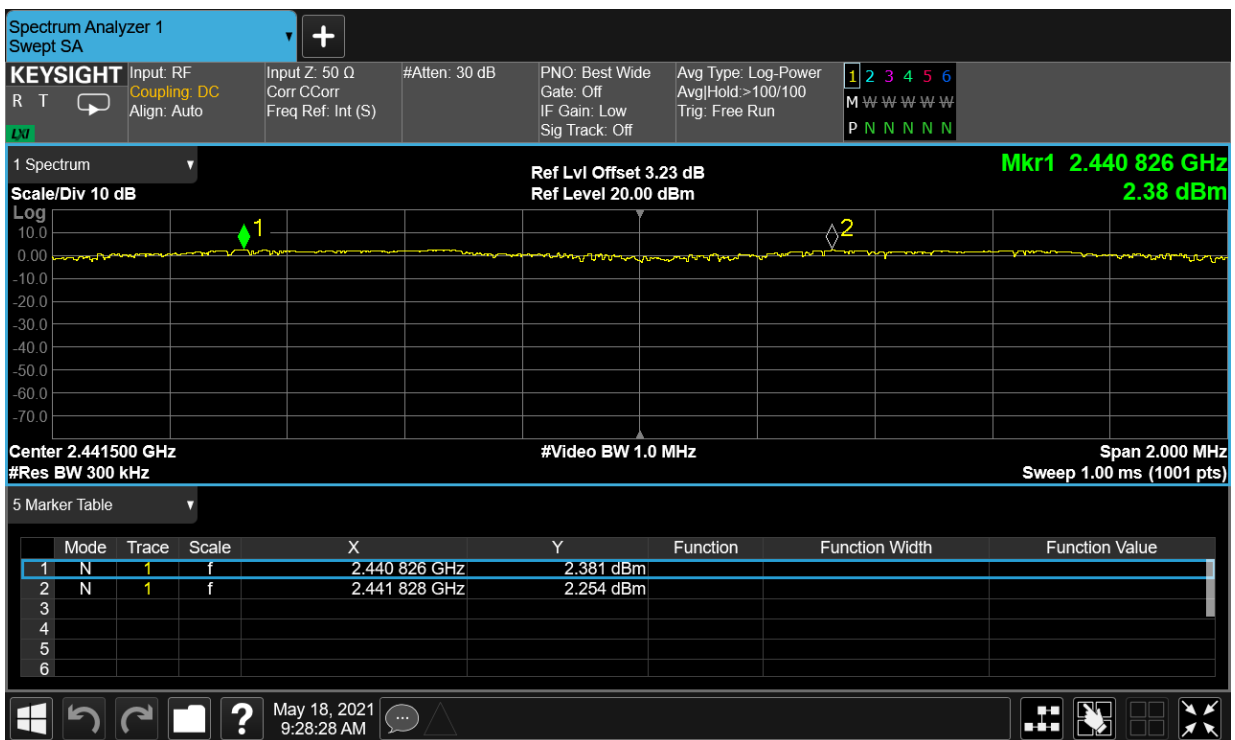 Spectrum Analyzer 1
Swept SA
KEYSIGHT
R T
LXI
Input: RF
Coupling: DC
Align: Auto
Input Z: 50 Ω
Corr CCorr
Freq Ref: Int (S)
#Atten: 30 dB
PNO: Best Wide
Gate: Off
IF Gain: Low
Sig Track: Off
Avg Type: Log-Power
Avg|Hold:>100/100
Trig: Free Run
1 2 3 4 5 6
M W W W W W
P N N N N N
1 Spectrum
Scale/Div 10 dB
Ref Lvl Offset 3.23 dB
Ref Level 20.00 dBm
Mkr1 2.440 826 GHz
2.38 dBm
Log
10.0
0.00
-10.0
-20.0
-30.0
-40.0
-50.0
-60.0
-70.0
1
2
Center 2.441500 GHz
#Res BW 300 kHz
#Video BW 1.0 MHz
Span 2.000 MHz
Sweep 1.00 ms (1001 pts)
5 Marker Table
Mode Trace Scale X Y Function Function Width Function Value
1 N 1 f 2.440 826 GHz 2.381 dBm
2 N 1 f 2.441 828 GHz 2.254 dBm
3
4
5
6
?
May 18, 2021
9:28:28 AM